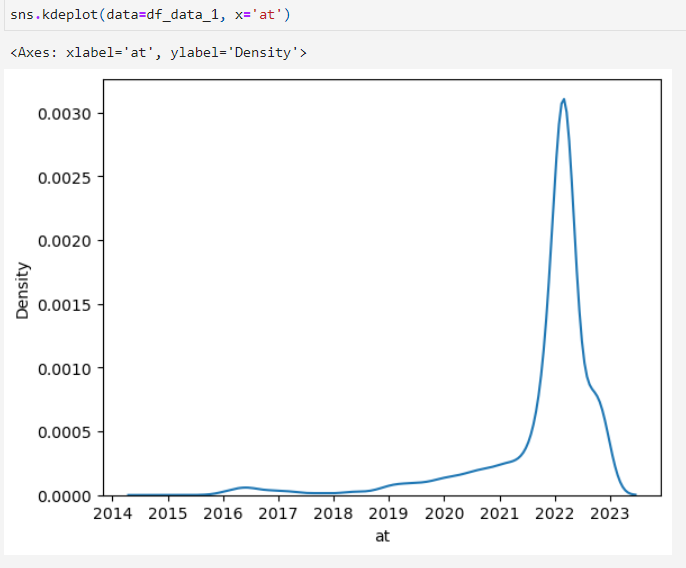 sns.kdeplot(data=df_data_1, x='at')
<Axes: xlabel='at', ylabel='Density'>
0.0030
0.0025
0.0020
0.0015
0.0010
0.0005
0.0000
Density
2014 2015 2016 2017 2018 2019 2020 2021 2022 2023
at